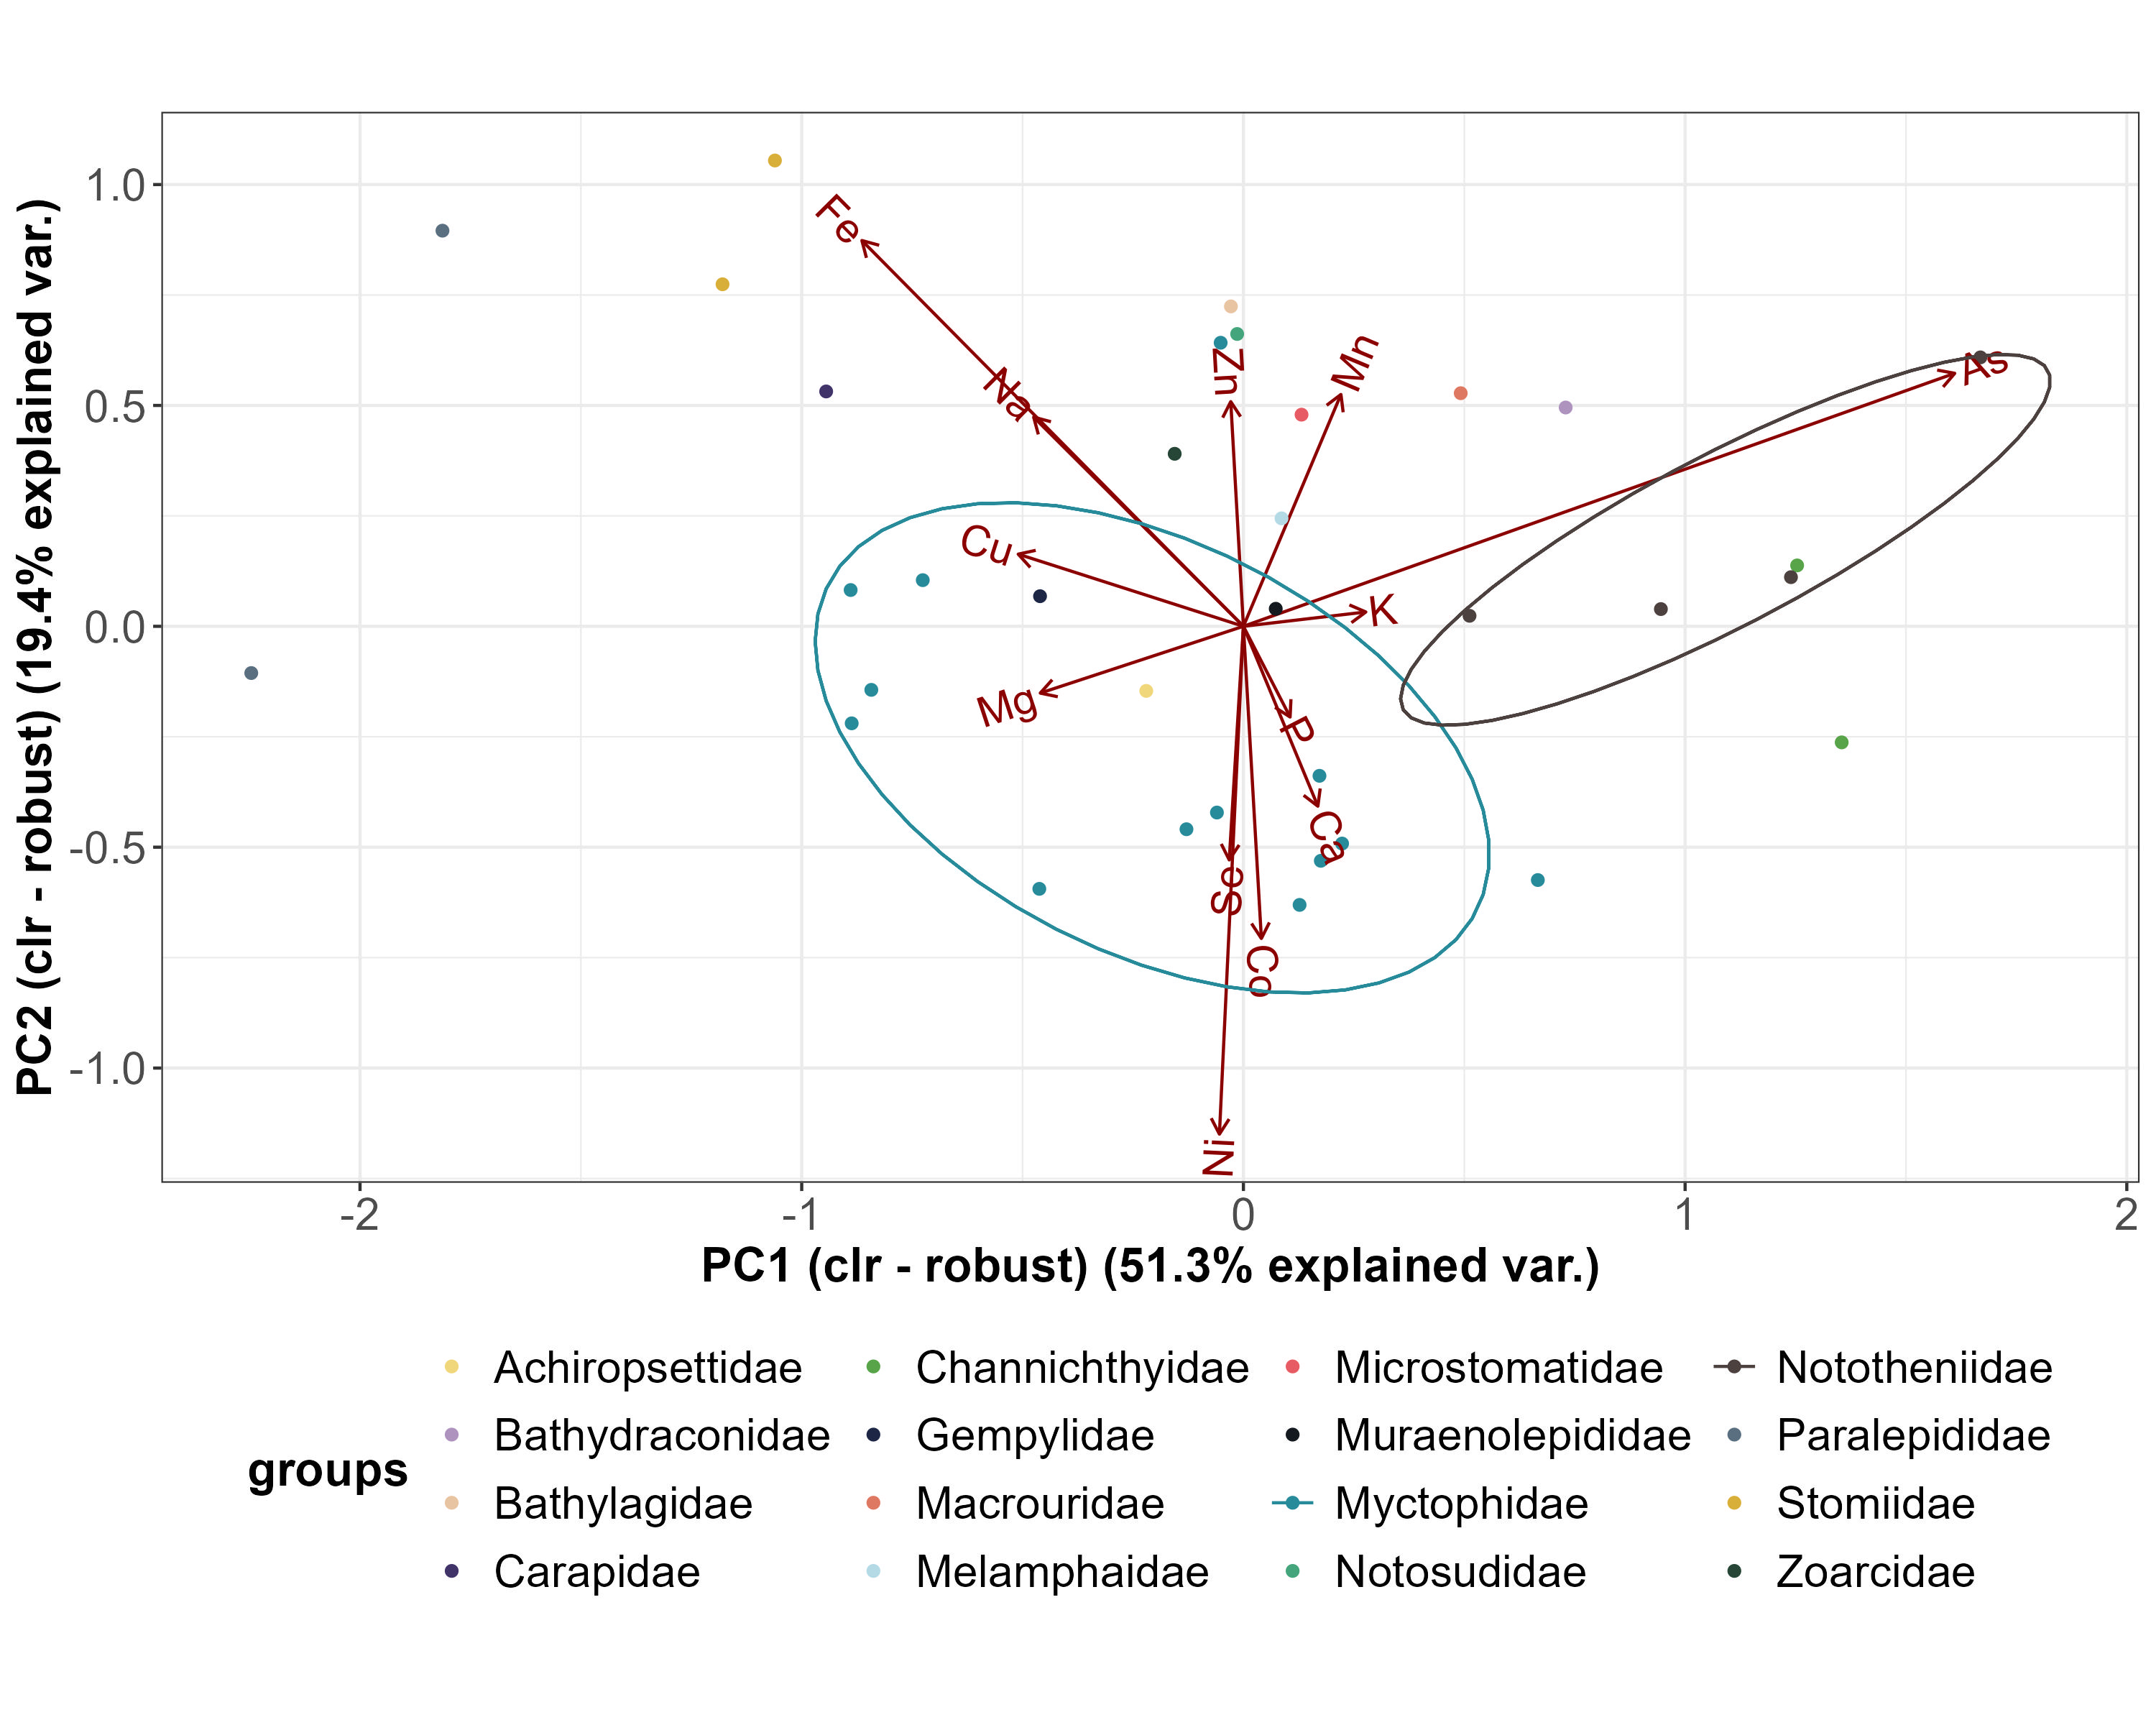 PC2 (clr - robust) (19.4% explained var.)
1.0
0.5
0.0
-0.5
-1.0
Fe
Na
Zn
Mn
As
Cu
K
Mg
P
Ca
Se
Co
Ni
-2
-1
0
1
2
PC1 (clr - robust) (51.3% explained var.)
groups
Achiropsettidae
Bathydraconidae
Bathylagidae
Carapidae
Channichthyidae
Gempylidae
Macrouridae
Melamphaidae
Microstomatidae
Muraenolepididae
Myctophidae
Notosudidae
Nototheniidae
Paralepididae
Stomiidae
Zoarcidae